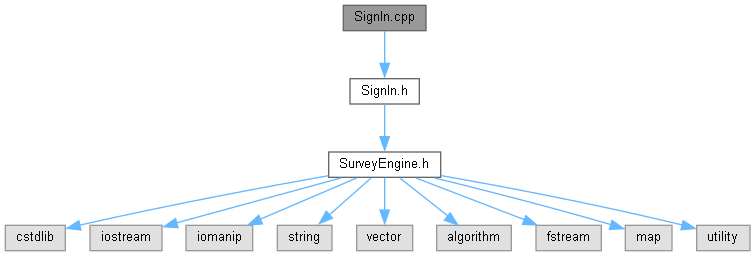 SignIn.cpp
SignIn.h
SurveyEngine.h
cstdlib iostream iomanip string vector algorithm fstream map utility